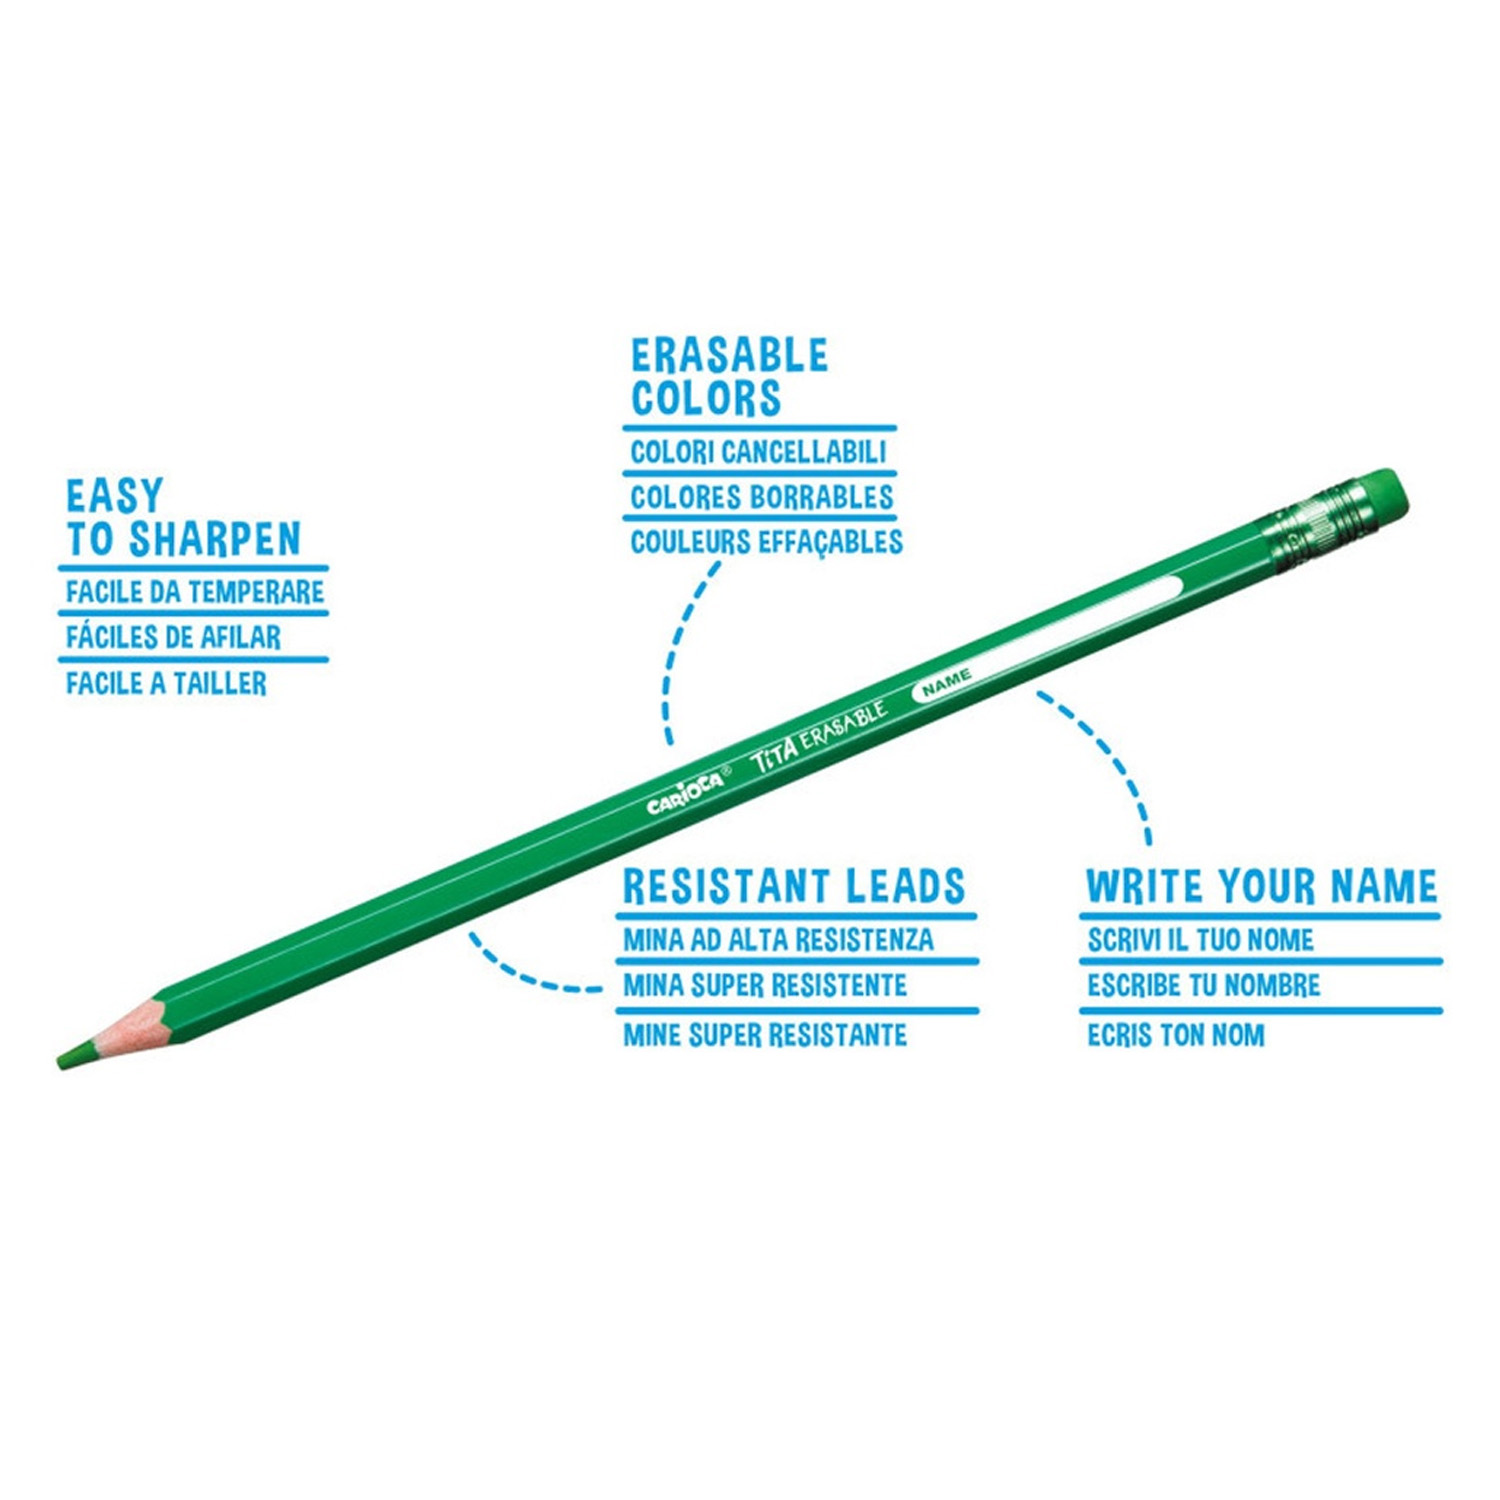 ERASABLE
COLORS
COLORI CANCELLABILI
COLORES BORRABLES
COULEURS EFFAÇABLES
EASY
TO SHARPEN
FACILE DA TEMPERARE
FÁCILES DE AFILAR
FACILE A TAILLER
CARIOCA® TITA ERASABLE NAME
RESISTANT LEADS
MINA AD ALTA RESISTENZA
MINA SUPER RESISTENTE
MINE SUPER RESISTANTE
WRITE YOUR NAME
SCRIVI IL TUO NOME
ESCRIBE TU NOMBRE
ECRIS TON NOM